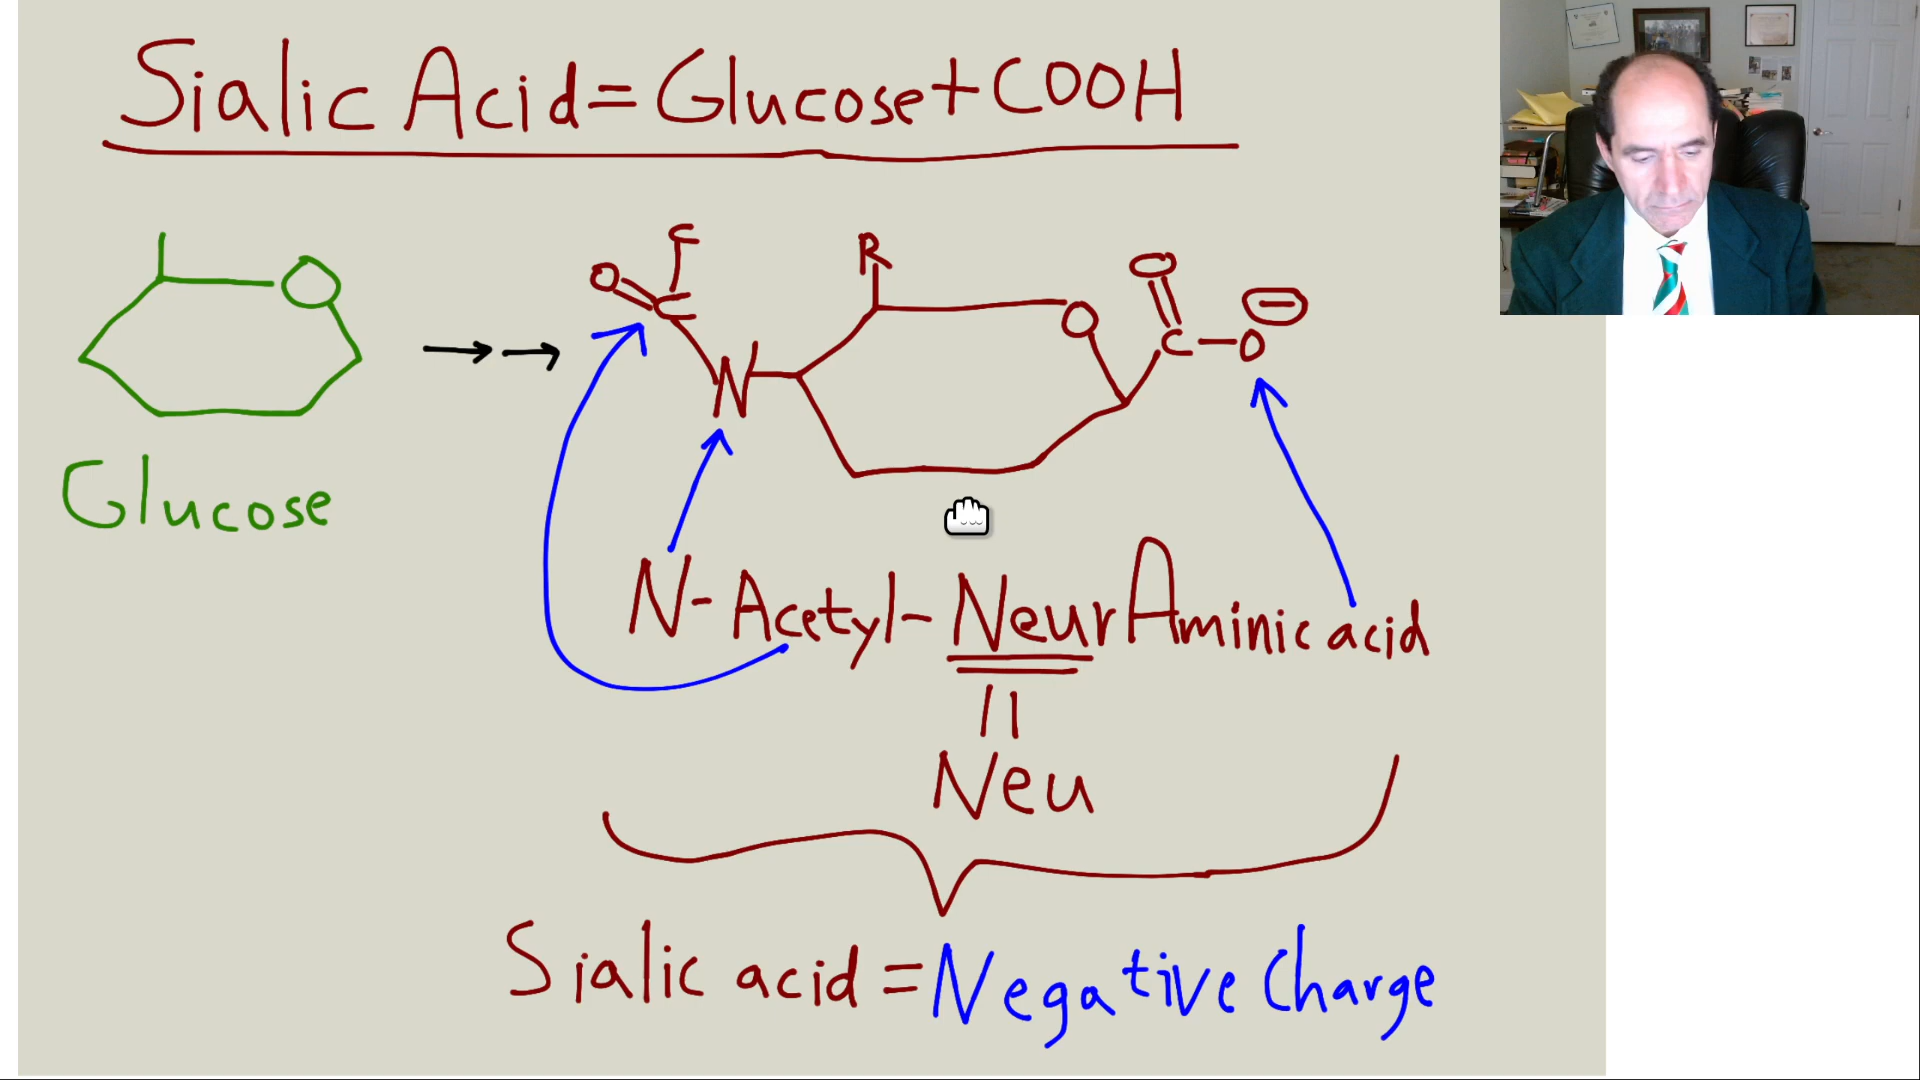 Sialic Acid=Glucose+COOH
C
O
C
N
R
O
O
C
O
Glucose
N-Acetyl-NeurAminic acid
Neu
Sialic acid = Negative Charge